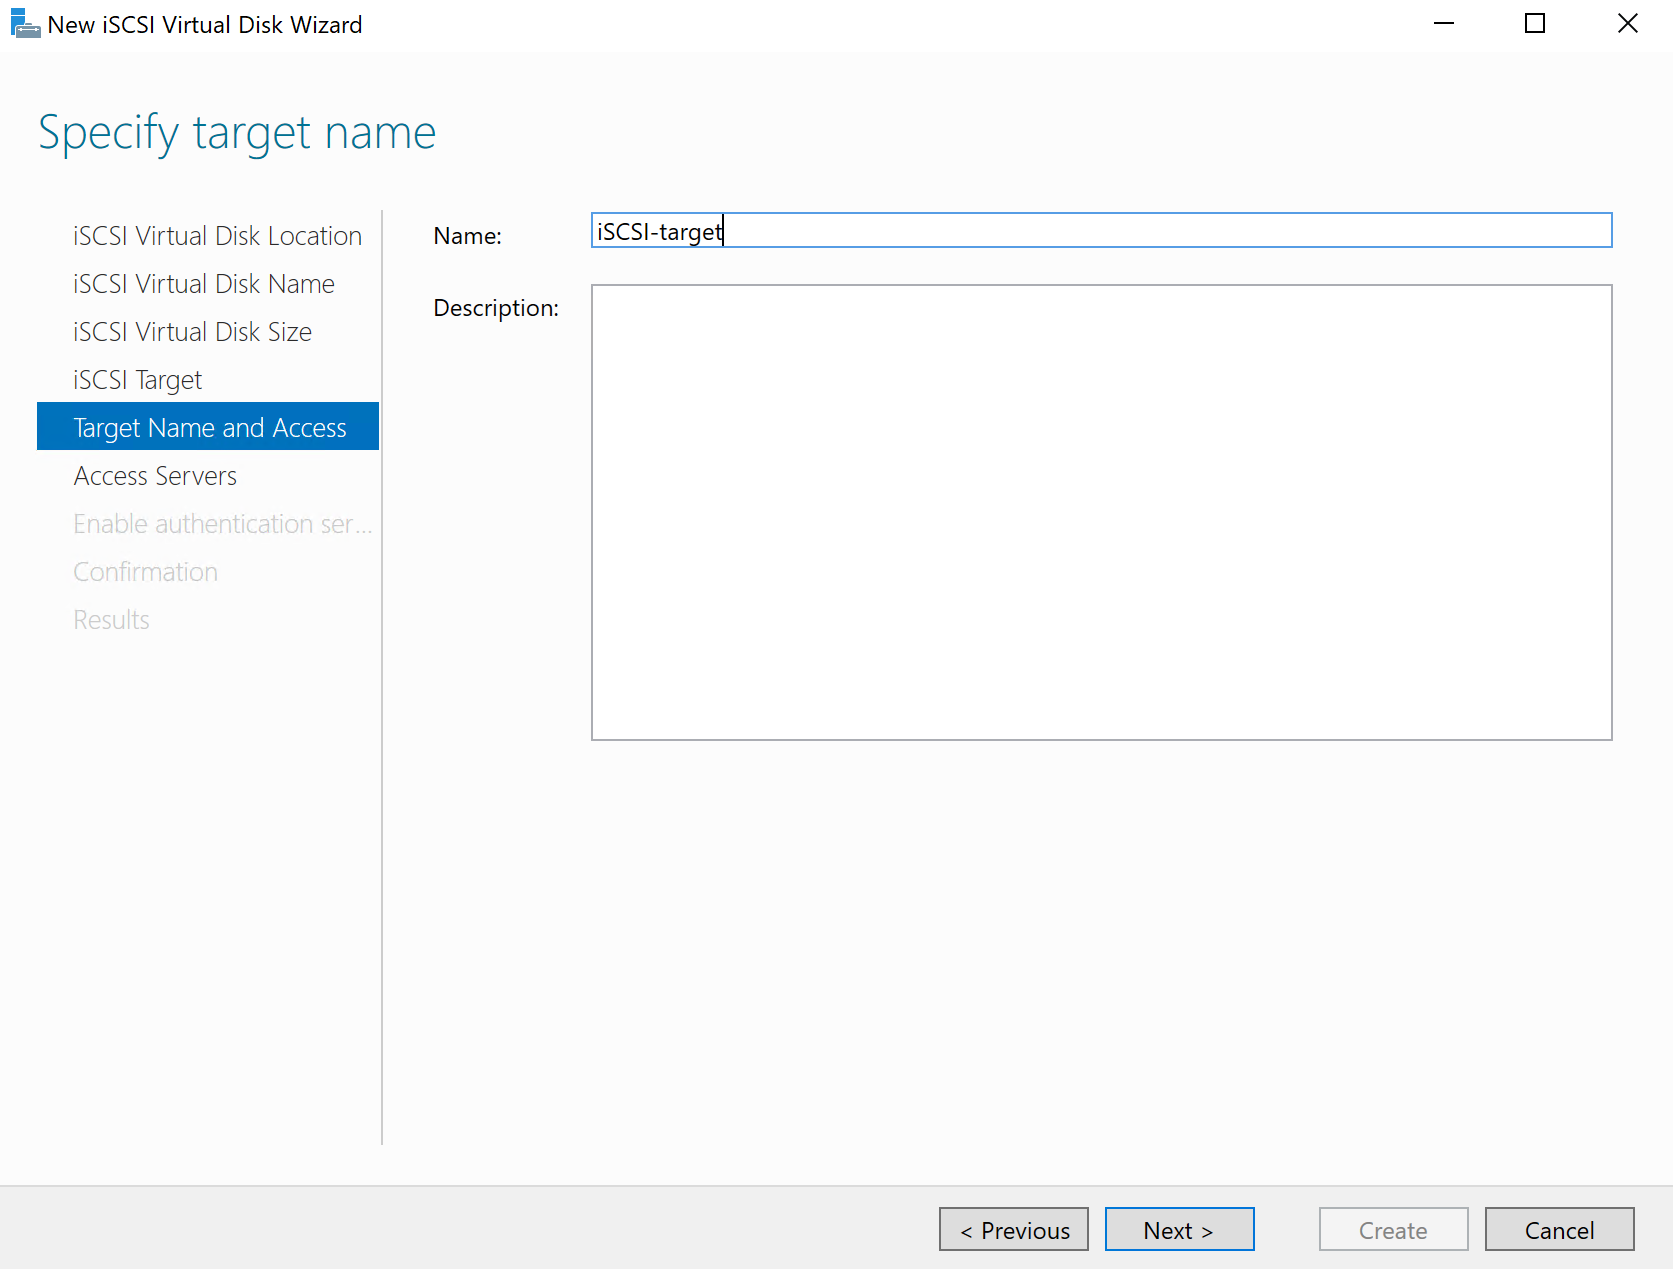 New iSCSI Virtual Disk Wizard
Specify target name
iSCSI Virtual Disk Location
iSCSI Virtual Disk Name
iSCSI Virtual Disk Size
iSCSI Target
Target Name and Access
Access Servers
Enable authentication ser...
Confirmation
Results
Name:
iSCSI-target
Description:
< Previous
Next >
Create
Cancel